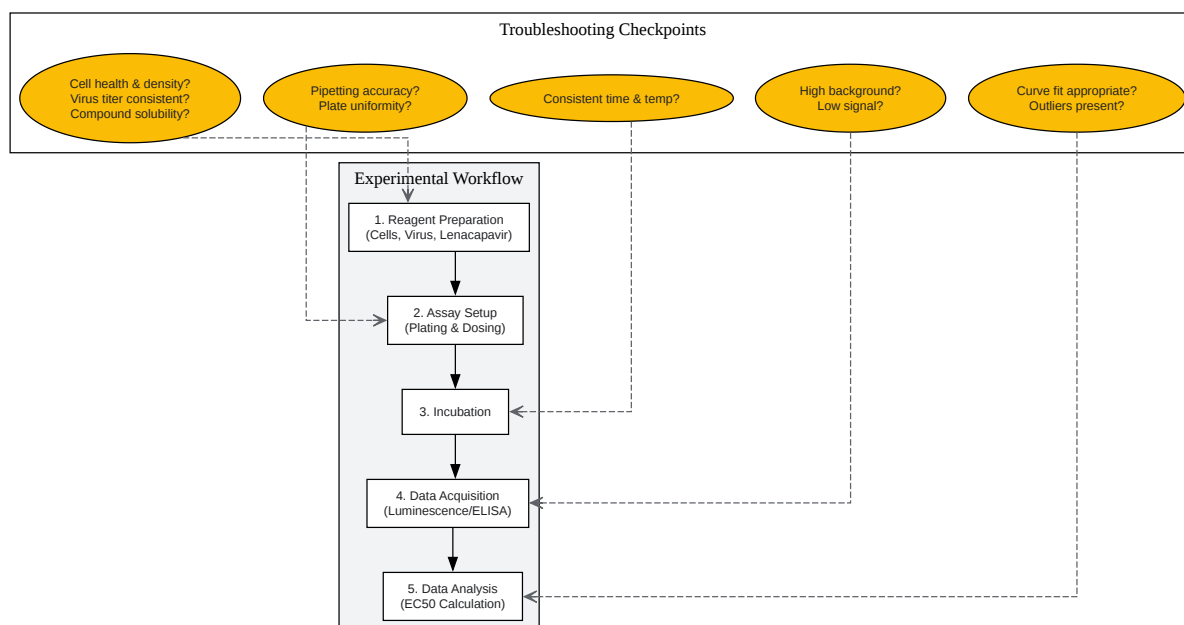 Troubleshooting Checkpoints
Cell health & density?
Virus titer consistent?
Compound solubility?
Pipetting accuracy?
Plate uniformity?
Consistent time & temp?
High background?
Low signal?
Curve fit appropriate?
Outliers present?
Experimental Workflow
1. Reagent Preparation
(Cells, Virus, Lenacapavir)
2. Assay Setup
(Plating & Dosing)
3. Incubation
4. Data Acquisition
(Luminescence/ELISA)
5. Data Analysis
(EC50 Calculation)